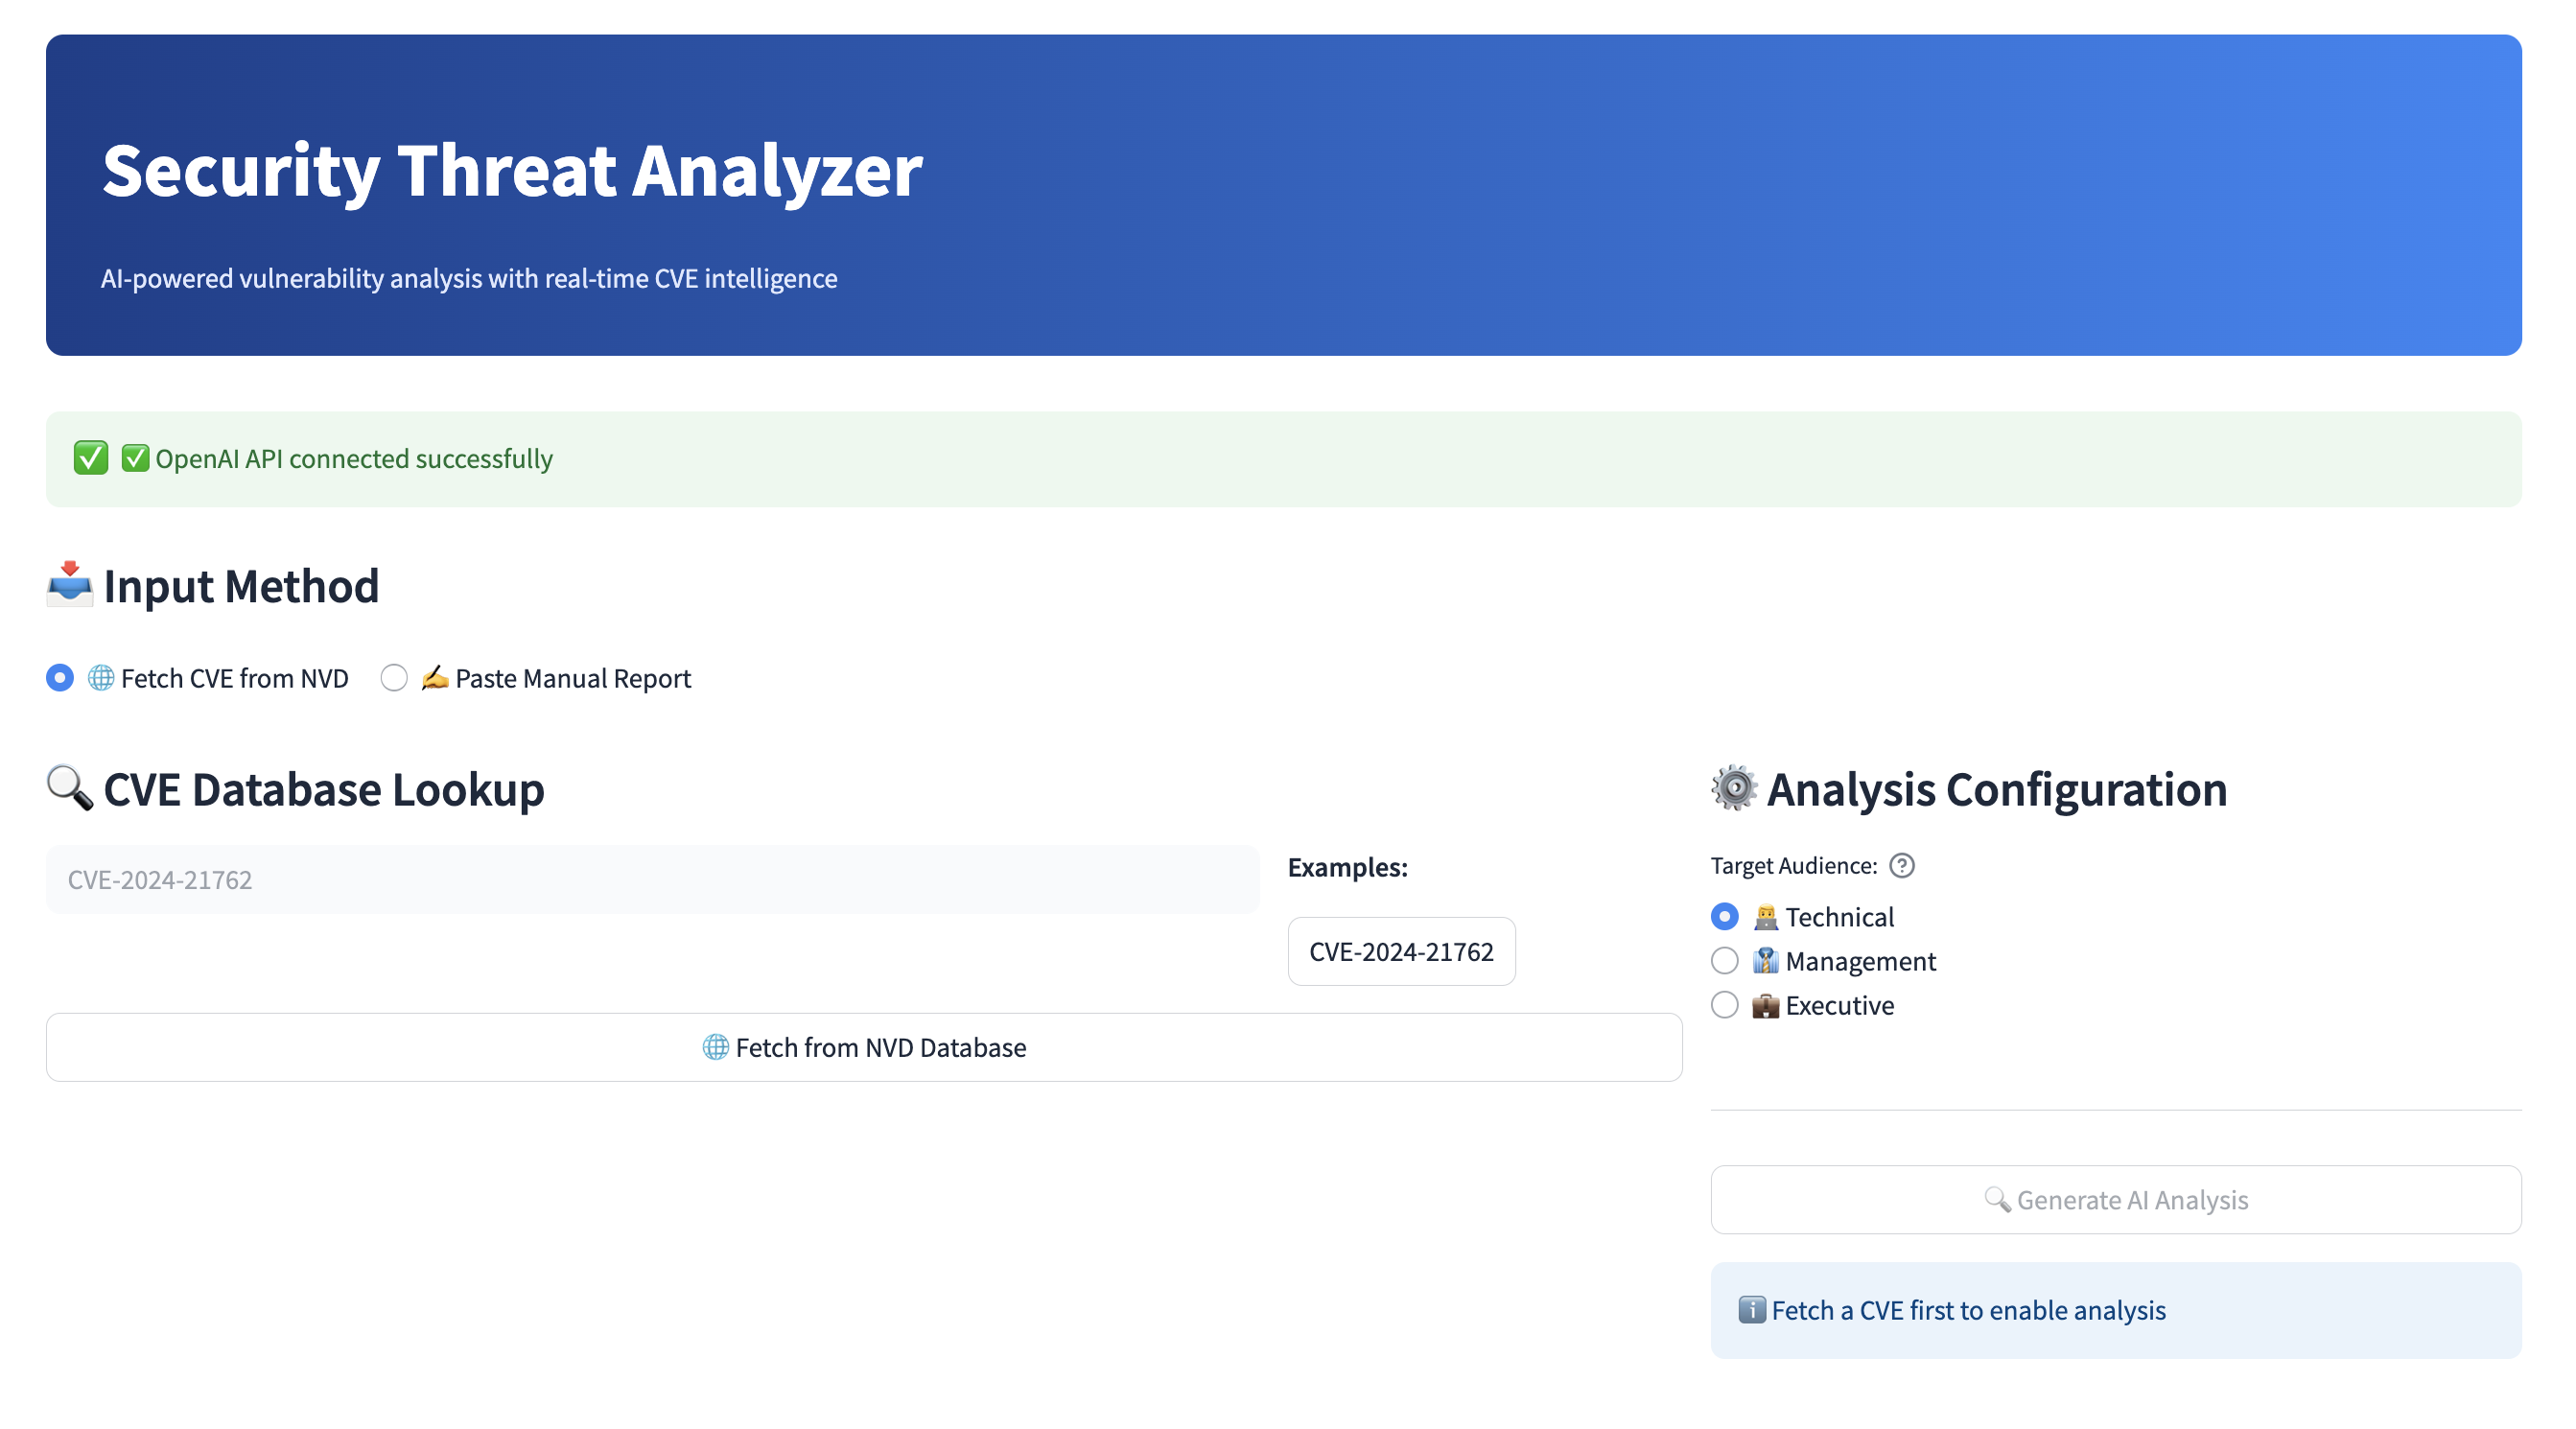 Security Threat Analyzer
AI-powered vulnerability analysis with real-time CVE intelligence
✅ ✅ OpenAI API connected successfully
📥 Input Method
🌐 Fetch CVE from NVD ✍️ Paste Manual Report
🔍 CVE Database Lookup
CVE-2024-21762
Examples:
CVE-2024-21762
🌐 Fetch from NVD Database
⚙️ Analysis Configuration
Target Audience: ?
👨‍💻 Technical
👔 Management
💼 Executive
🔍 Generate AI Analysis
ℹ️ Fetch a CVE first to enable analysis